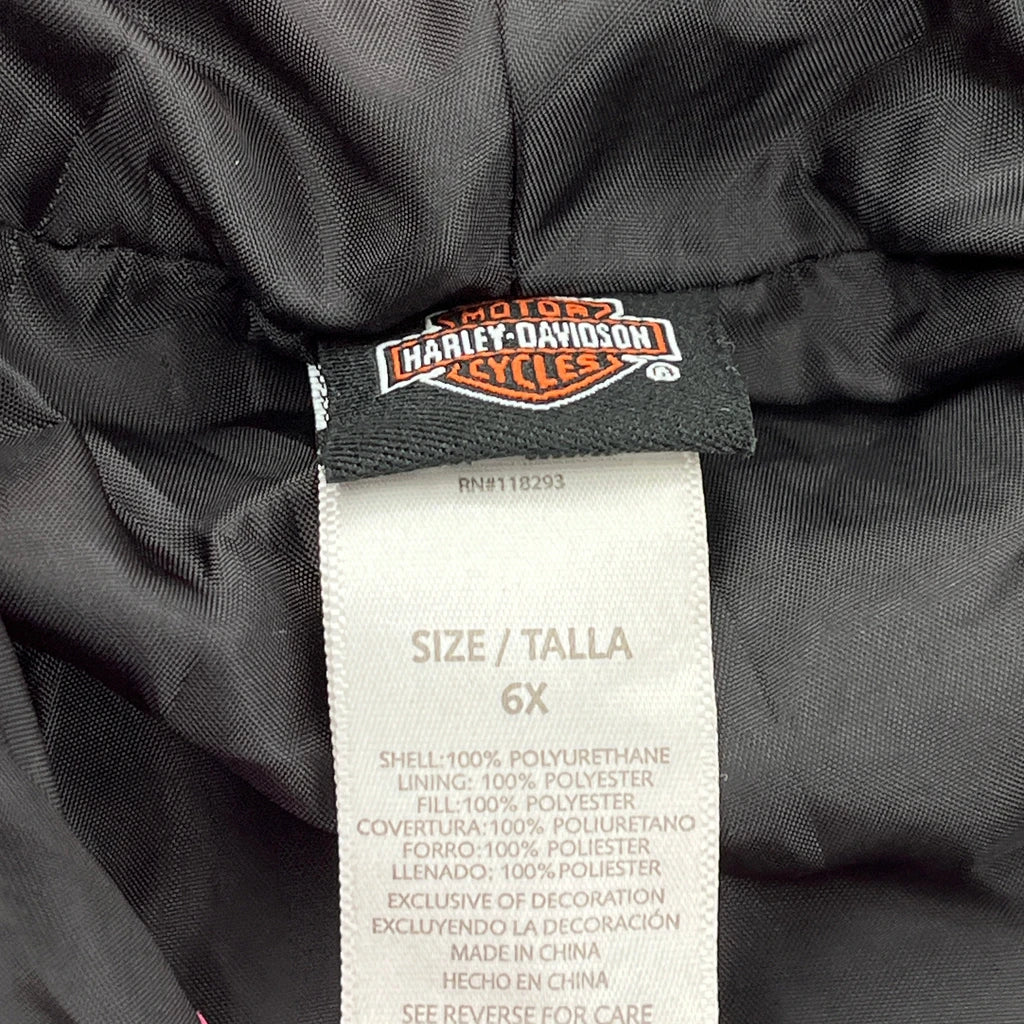 MOTOR
HARLEY-DAVIDSON
CYCLES
®
RN#118293
SIZE / TALLA
6X
SHELL:100% POLYURETHANE
LINING: 100% POLYESTER
FILL:100% POLYESTER
COVERTURA:100% POLIURETANO
FORRO:100% POLIESTER
LLENADO: 100%POLIESTER
EXCLUSIVE OF DECORATION
EXCLUYENDO LA DECORACIÓN
MADE IN CHINA
HECHO EN CHINA
SEE REVERSE FOR CARE